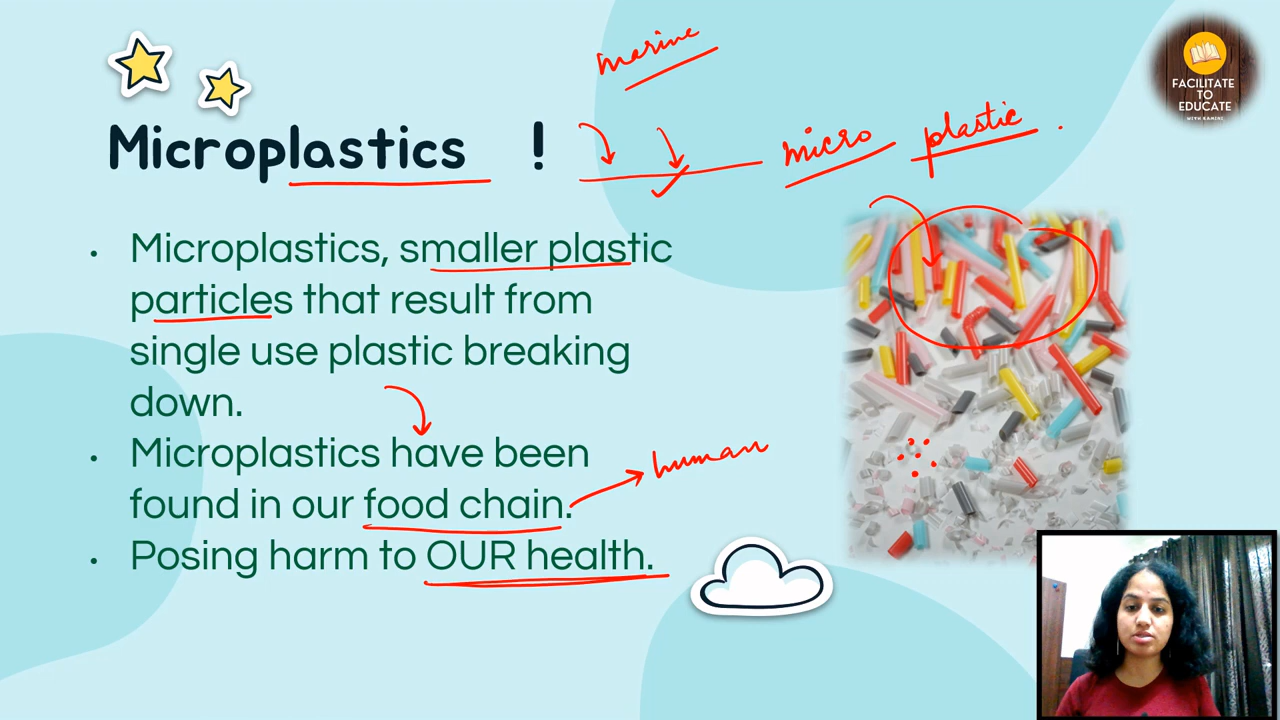 marine
Microplastics !
micro plastic.
FACILITATE
TO
EDUCATE
WITH KAMINI
• Microplastics, smaller plastic
particles that result from
single use plastic breaking
down.
• Microplastics have been
found in our food chain.
human
• Posing harm to OUR health.